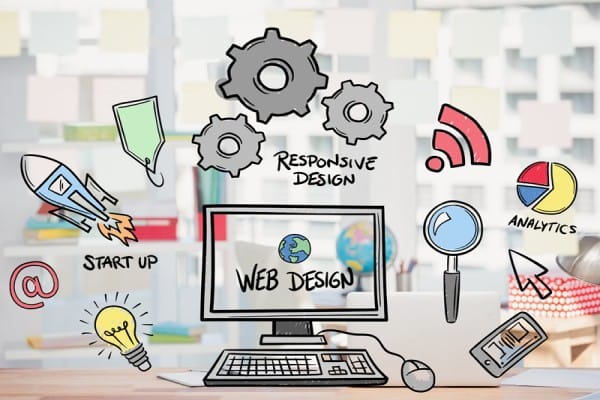 RESPONSIVE
DESIGN
ANALYTICS
START UP
WEB DESIGN
@